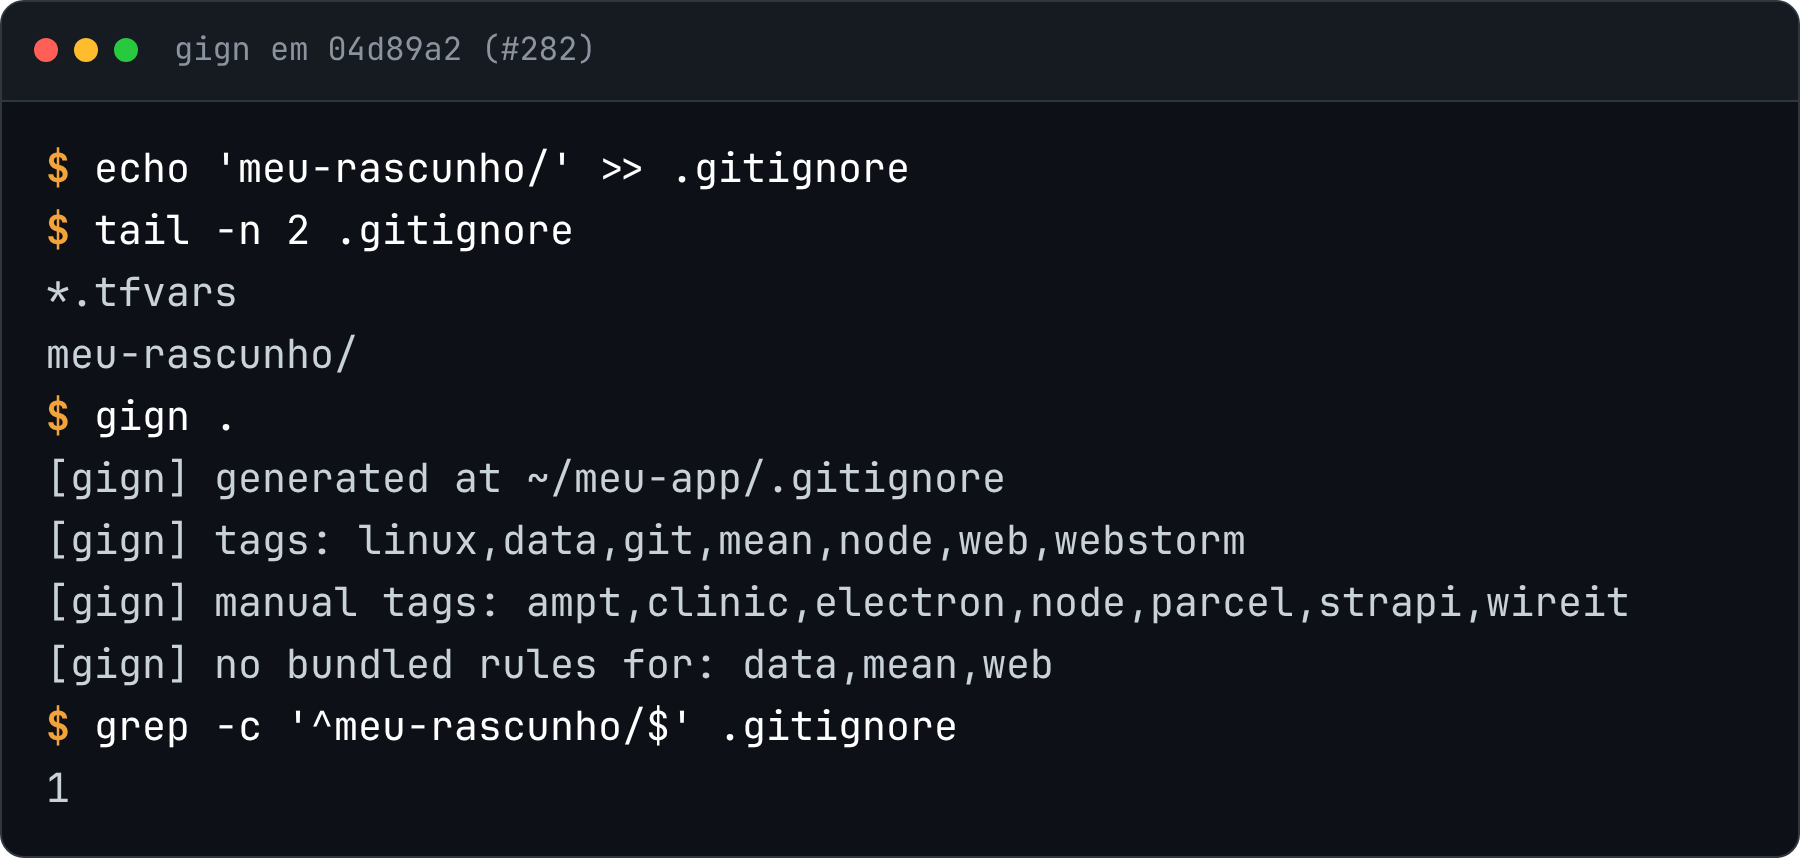 gign em 04d89a2 (#282)
$ echo 'meu-rascunho/' >> .gitignore
$ tail -n 2 .gitignore
*.tfvars
meu-rascunho/
$ gign .
[gign] generated at ~/meu-app/.gitignore
[gign] tags: linux,data,git,mean,node,web,webstorm
[gign] manual tags: ampt,clinic,electron,node,parcel,strapi,wireit
[gign] no bundled rules for: data,mean,web
$ grep -c '^meu-rascunho/$' .gitignore
1